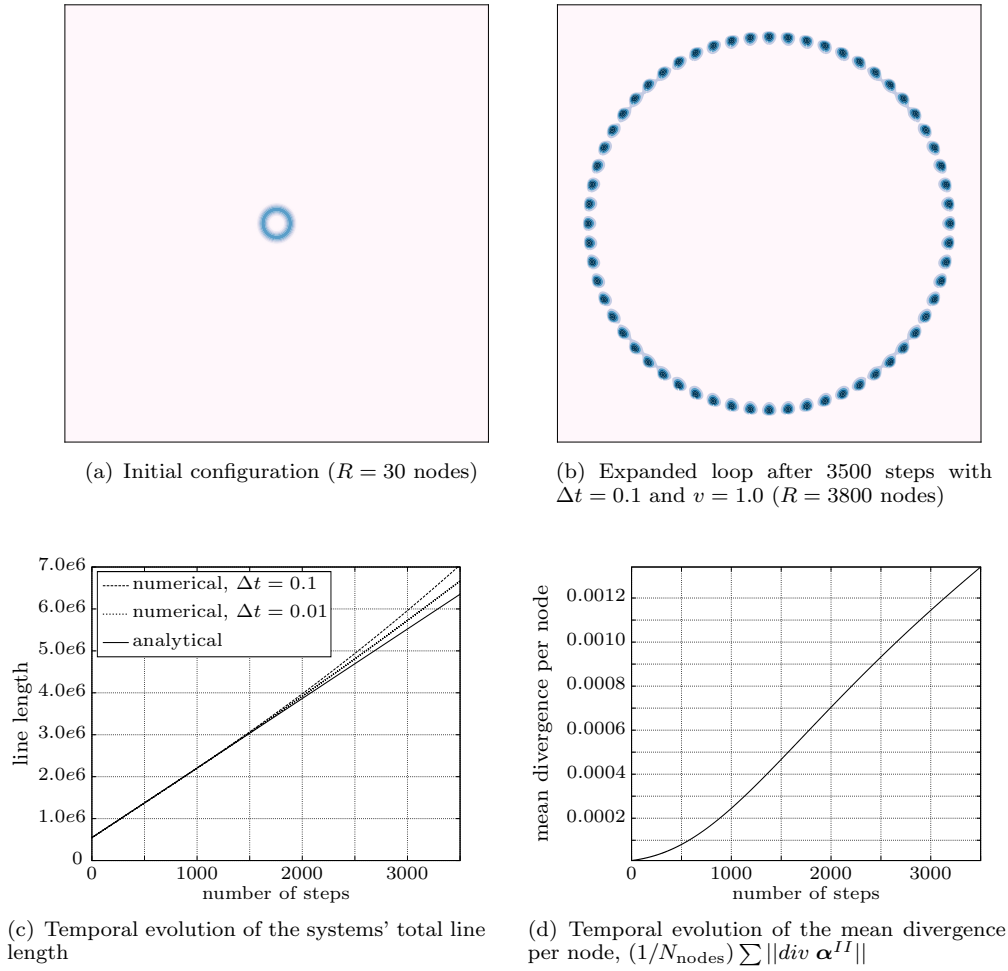 (a) Initial configuration (R = 30 nodes)
(b) Expanded loop after 3500 steps with
Δt = 0.1 and v = 1.0 (R = 3800 nodes)
7.0e6
6.0e6
5.0e6
4.0e6
3.0e6
2.0e6
1.0e6
0
line length
numerical, Δt = 0.1
numerical, Δt = 0.01
analytical
0 1000 2000 3000
number of steps
(c) Temporal evolution of the systems' total line
length
0.0012
0.0010
0.0008
0.0006
0.0004
0.0002
mean divergence per node
0 1000 2000 3000
number of steps
(d) Temporal evolution of the mean divergence
per node, (1/N_nodes) ∑ ||div α^II||